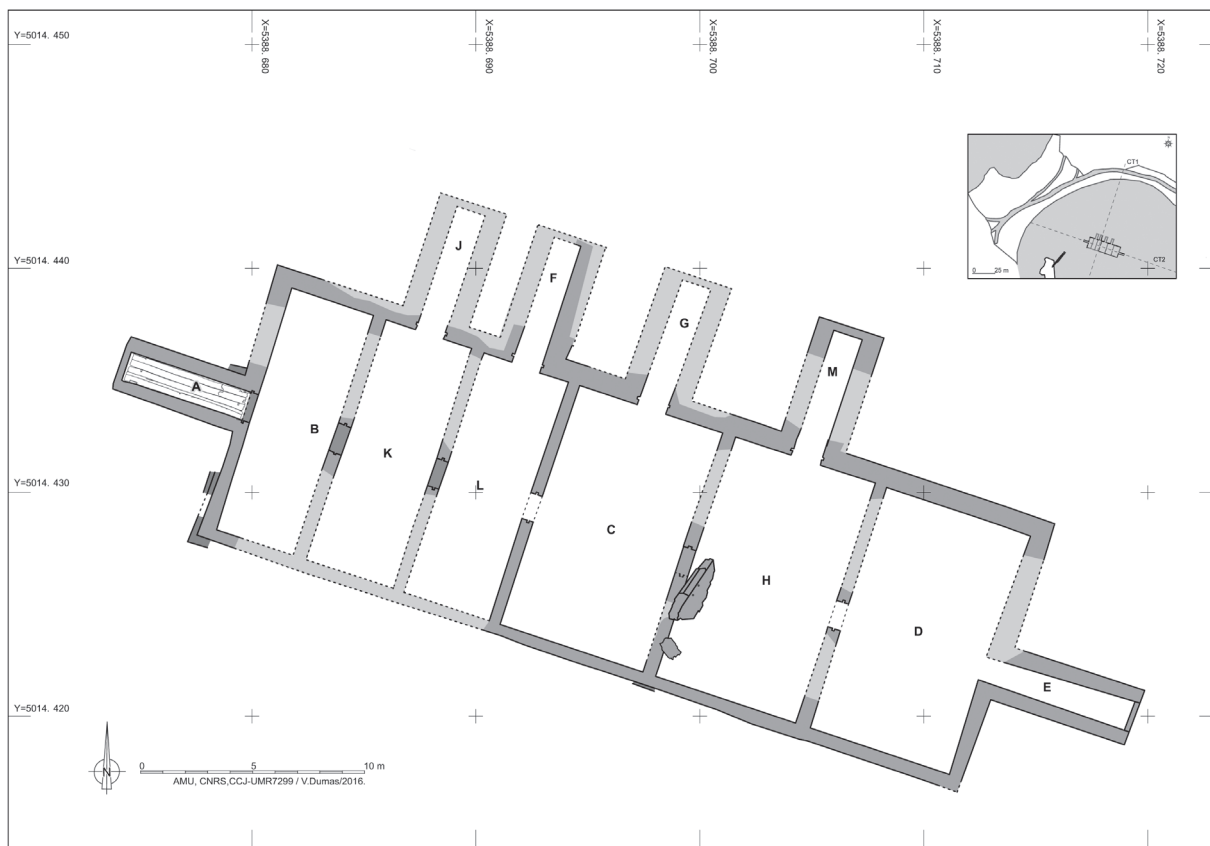 X=5388. 680
X=5388. 690
X=5388. 700
X=5388. 710
X=5388. 720
Y=5014. 450
CT1
J
Y=5014. 440
F
CT2
0 25 m
G
M
A
B
K
Y=5014. 430
L
C
H
D
E
Y=5014. 420
N
0 5 10 m
AMU, CNRS,CCJ-UMR7299 / V.Dumas/2016.